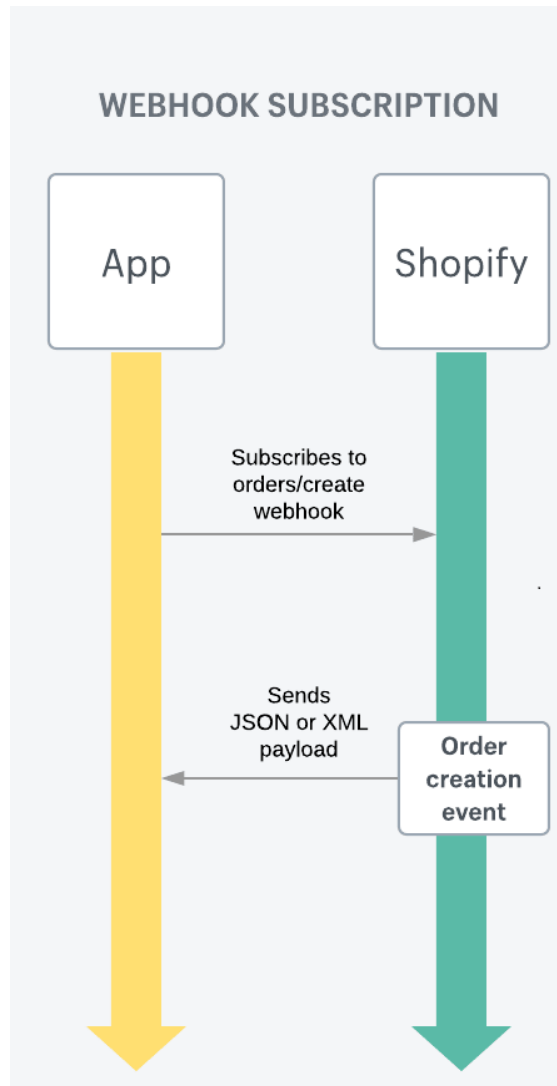 WEBHOOK SUBSCRIPTION
App
Shopify
Subscribes to
orders/create
webhook
Sends
JSON or XML
payload
Order
creation
event